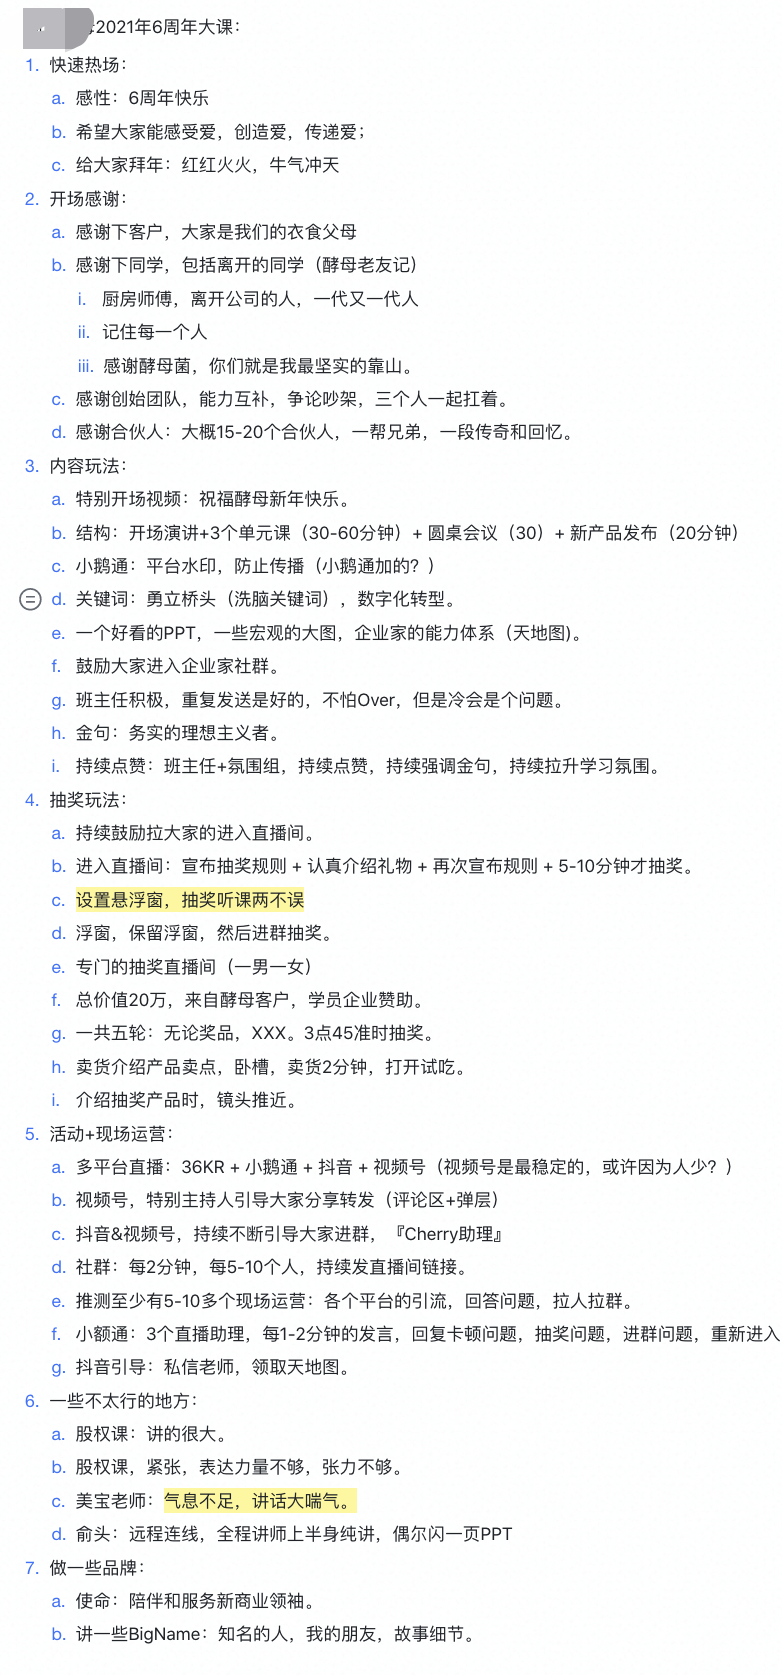 2021年6周年大课：
1. 快速热场：
a. 感性：6周年快乐
b. 希望大家能感受爱，创造爱，传递爱；
c. 给大家拜年：红红火火，牛气冲天
2. 开场感谢：
a. 感谢下客户，大家是我们的衣食父母
b. 感谢下同学，包括离开的同学（酵母老友记）
i. 厨房师傅，离开公司的人，一代又一代人
ii. 记住每一个人
iii. 感谢酵母菌，你们就是我最坚实的靠山。
c. 感谢创始团队，能力互补，争论吵架，三个人一起扛着。
d. 感谢合伙人：大概15-20个合伙人，一帮兄弟，一段传奇和回忆。
3. 内容玩法：
a. 特别开场视频：祝福酵母新年快乐。
b. 结构：开场演讲+3个单元课（30-60分钟）+ 圆桌会议（30）+ 新产品发布（20分钟）
c. 小鹅通：平台水印，防止传播（小鹅通加的？）
d. 关键词：勇立桥头（洗脑关键词），数字化转型。
e. 一个好看的PPT，一些宏观的大图，企业家的能力体系（天地图)。
f. 鼓励大家进入企业家社群。
g. 班主任积极，重复发送是好的，不怕Over，但是冷会是个问题。
h. 金句：务实的理想主义者。
i. 持续点赞：班主任+氛围组，持续点赞，持续强调金句，持续拉升学习氛围。
4. 抽奖玩法：
a. 持续鼓励拉大家的进入直播间。
b. 进入直播间：宣布抽奖规则 + 认真介绍礼物 + 再次宣布规则 + 5-10分钟才抽奖。
c. 设置悬浮窗，抽奖听课两不误
d. 浮窗，保留浮窗，然后进群抽奖。
e. 专门的抽奖直播间（一男一女）
f. 总价值20万，来自酵母客户，学员企业赞助。
g. 一共五轮：无论奖品，XXX。3点45准时抽奖。
h. 卖货介绍产品卖点，卧槽，卖货2分钟，打开试吃。
i. 介绍抽奖产品时，镜头推近。
5. 活动+现场运营：
a. 多平台直播：36KR + 小鹅通 + 抖音 + 视频号（视频号是最稳定的，或许因为人少？）
b. 视频号，特别主持人引导大家分享转发（评论区+弹层）
c. 抖音&视频号，持续不断引导大家进群，『Cherry助理』
d. 社群：每2分钟，每5-10个人，持续发直播间链接。
e. 推测至少有5-10多个现场运营：各个平台的引流，回答问题，拉人拉群。
f. 小额通：3个直播助理，每1-2分钟的发言，回复卡顿问题，抽奖问题，进群问题，重新进入
g. 抖音引导：私信老师，领取天地图。
6. 一些不太行的地方：
a. 股权课：讲的很大。
b. 股权课，紧张，表达力量不够，张力不够。
c. 美宝老师：气息不足，讲话大喘气。
d. 俞头：远程连线，全程讲师上半身纯讲，偶尔闪一页PPT
7. 做一些品牌：
a. 使命：陪伴和服务新商业领袖。
b. 讲一些BigName：知名的人，我的朋友，故事细节。